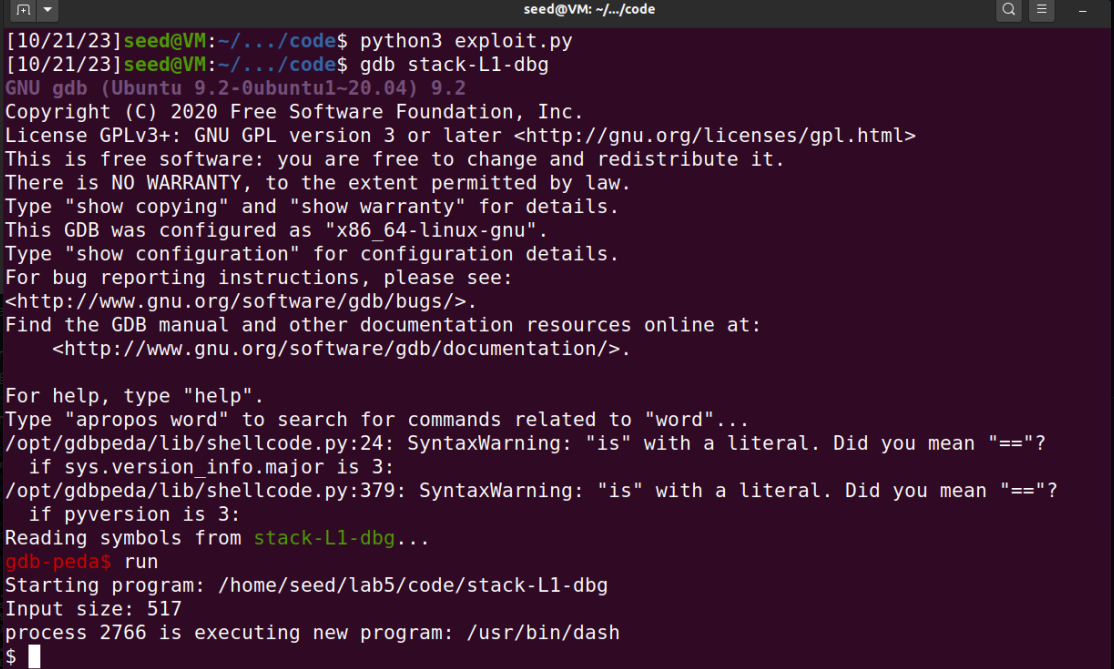 seed@VM: ~/.../code
[10/21/23]seed@VM:~/.../code$ python3 exploit.py
[10/21/23]seed@VM:~/.../code$ gdb stack-L1-dbg
GNU gdb (Ubuntu 9.2-0ubuntu1~20.04) 9.2
Copyright (C) 2020 Free Software Foundation, Inc.
License GPLv3+: GNU GPL version 3 or later <http://gnu.org/licenses/gpl.html>
This is free software: you are free to change and redistribute it.
There is NO WARRANTY, to the extent permitted by law.
Type "show copying" and "show warranty" for details.
This GDB was configured as "x86_64-linux-gnu".
Type "show configuration" for configuration details.
For bug reporting instructions, please see:
<http://www.gnu.org/software/gdb/bugs/>.
Find the GDB manual and other documentation resources online at:
    <http://www.gnu.org/software/gdb/documentation/>.

For help, type "help".
Type "apropos word" to search for commands related to "word"...
/opt/gdbpeda/lib/shellcode.py:24: SyntaxWarning: "is" with a literal. Did you mean "=="?
  if sys.version_info.major is 3:
/opt/gdbpeda/lib/shellcode.py:379: SyntaxWarning: "is" with a literal. Did you mean "=="?
  if pyversion is 3:
Reading symbols from stack-L1-dbg...
gdb-peda$ run
Starting program: /home/seed/lab5/code/stack-L1-dbg
Input size: 517
process 2766 is executing new program: /usr/bin/dash
$